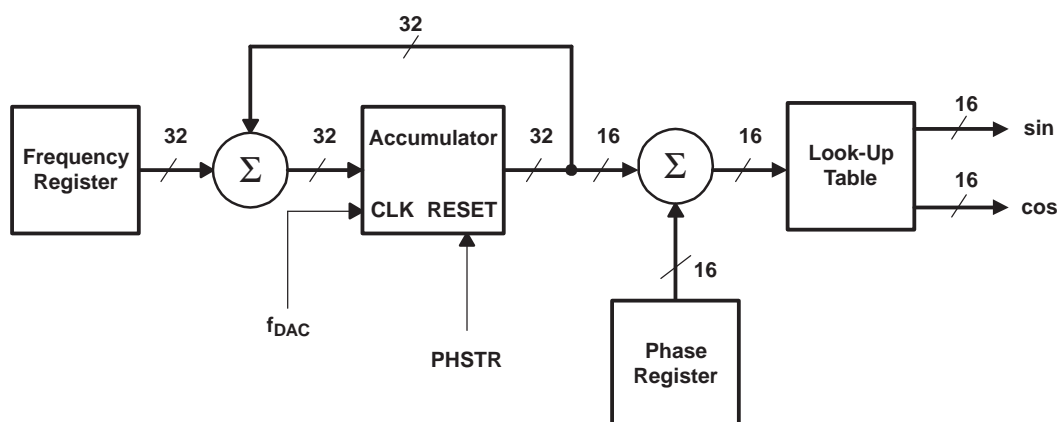 32
Frequency
Register
32
Σ
32
Accumulator
CLK RESET
32
16
Σ
16
Look-Up
Table
16
sin
16
cos
16
fDAC
PHSTR
Phase
Register